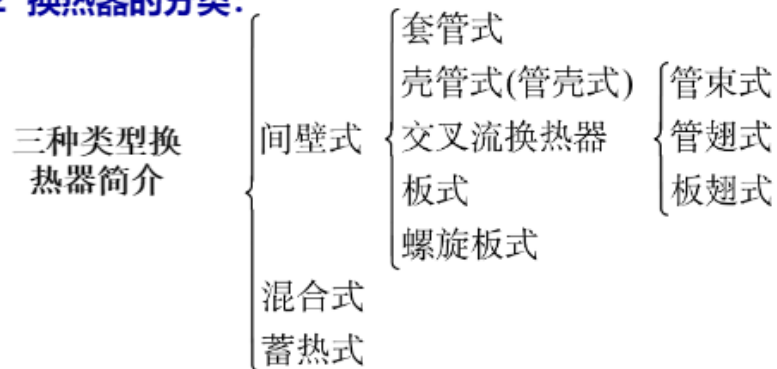 2 换热器的分类:
三种类型换
热器简介
间壁式
套管式
壳管式(管壳式)
交叉流换热器
管束式
管翅式
板翅式
板式
螺旋板式
混合式
蓄热式